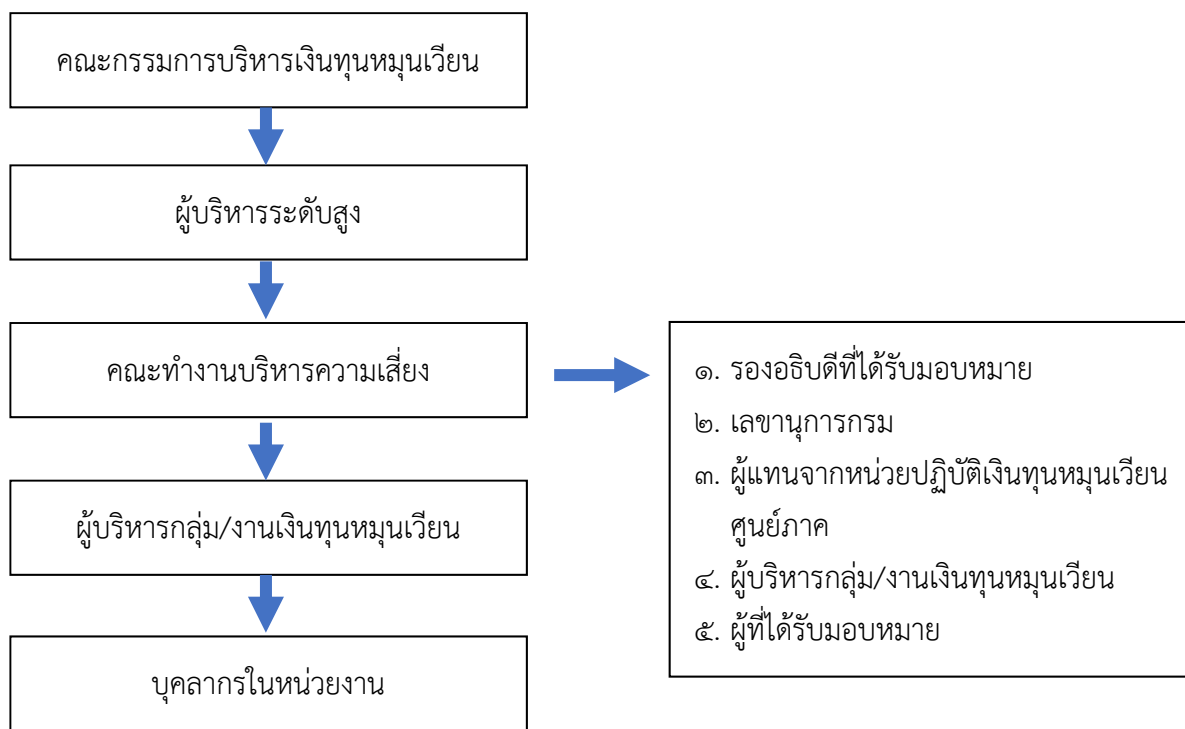 คณะกรรมการบริหารเงินทุนหมุนเวียน
ผู้บริหารระดับสูง
คณะทำงานบริหารความเสี่ยง
ผู้บริหารกลุ่ม/งานเงินทุนหมุนเวียน
บุคลากรในหน่วยงาน
๑. รองอธิบดีที่ได้รับมอบหมาย
๒. เลขานุการกรม
๓. ผู้แทนจากหน่วยปฏิบัติเงินทุนหมุนเวียน
ศูนย์ภาค
๔. ผู้บริหารกลุ่ม/งานเงินทุนหมุนเวียน
๕. ผู้ที่ได้รับมอบหมาย